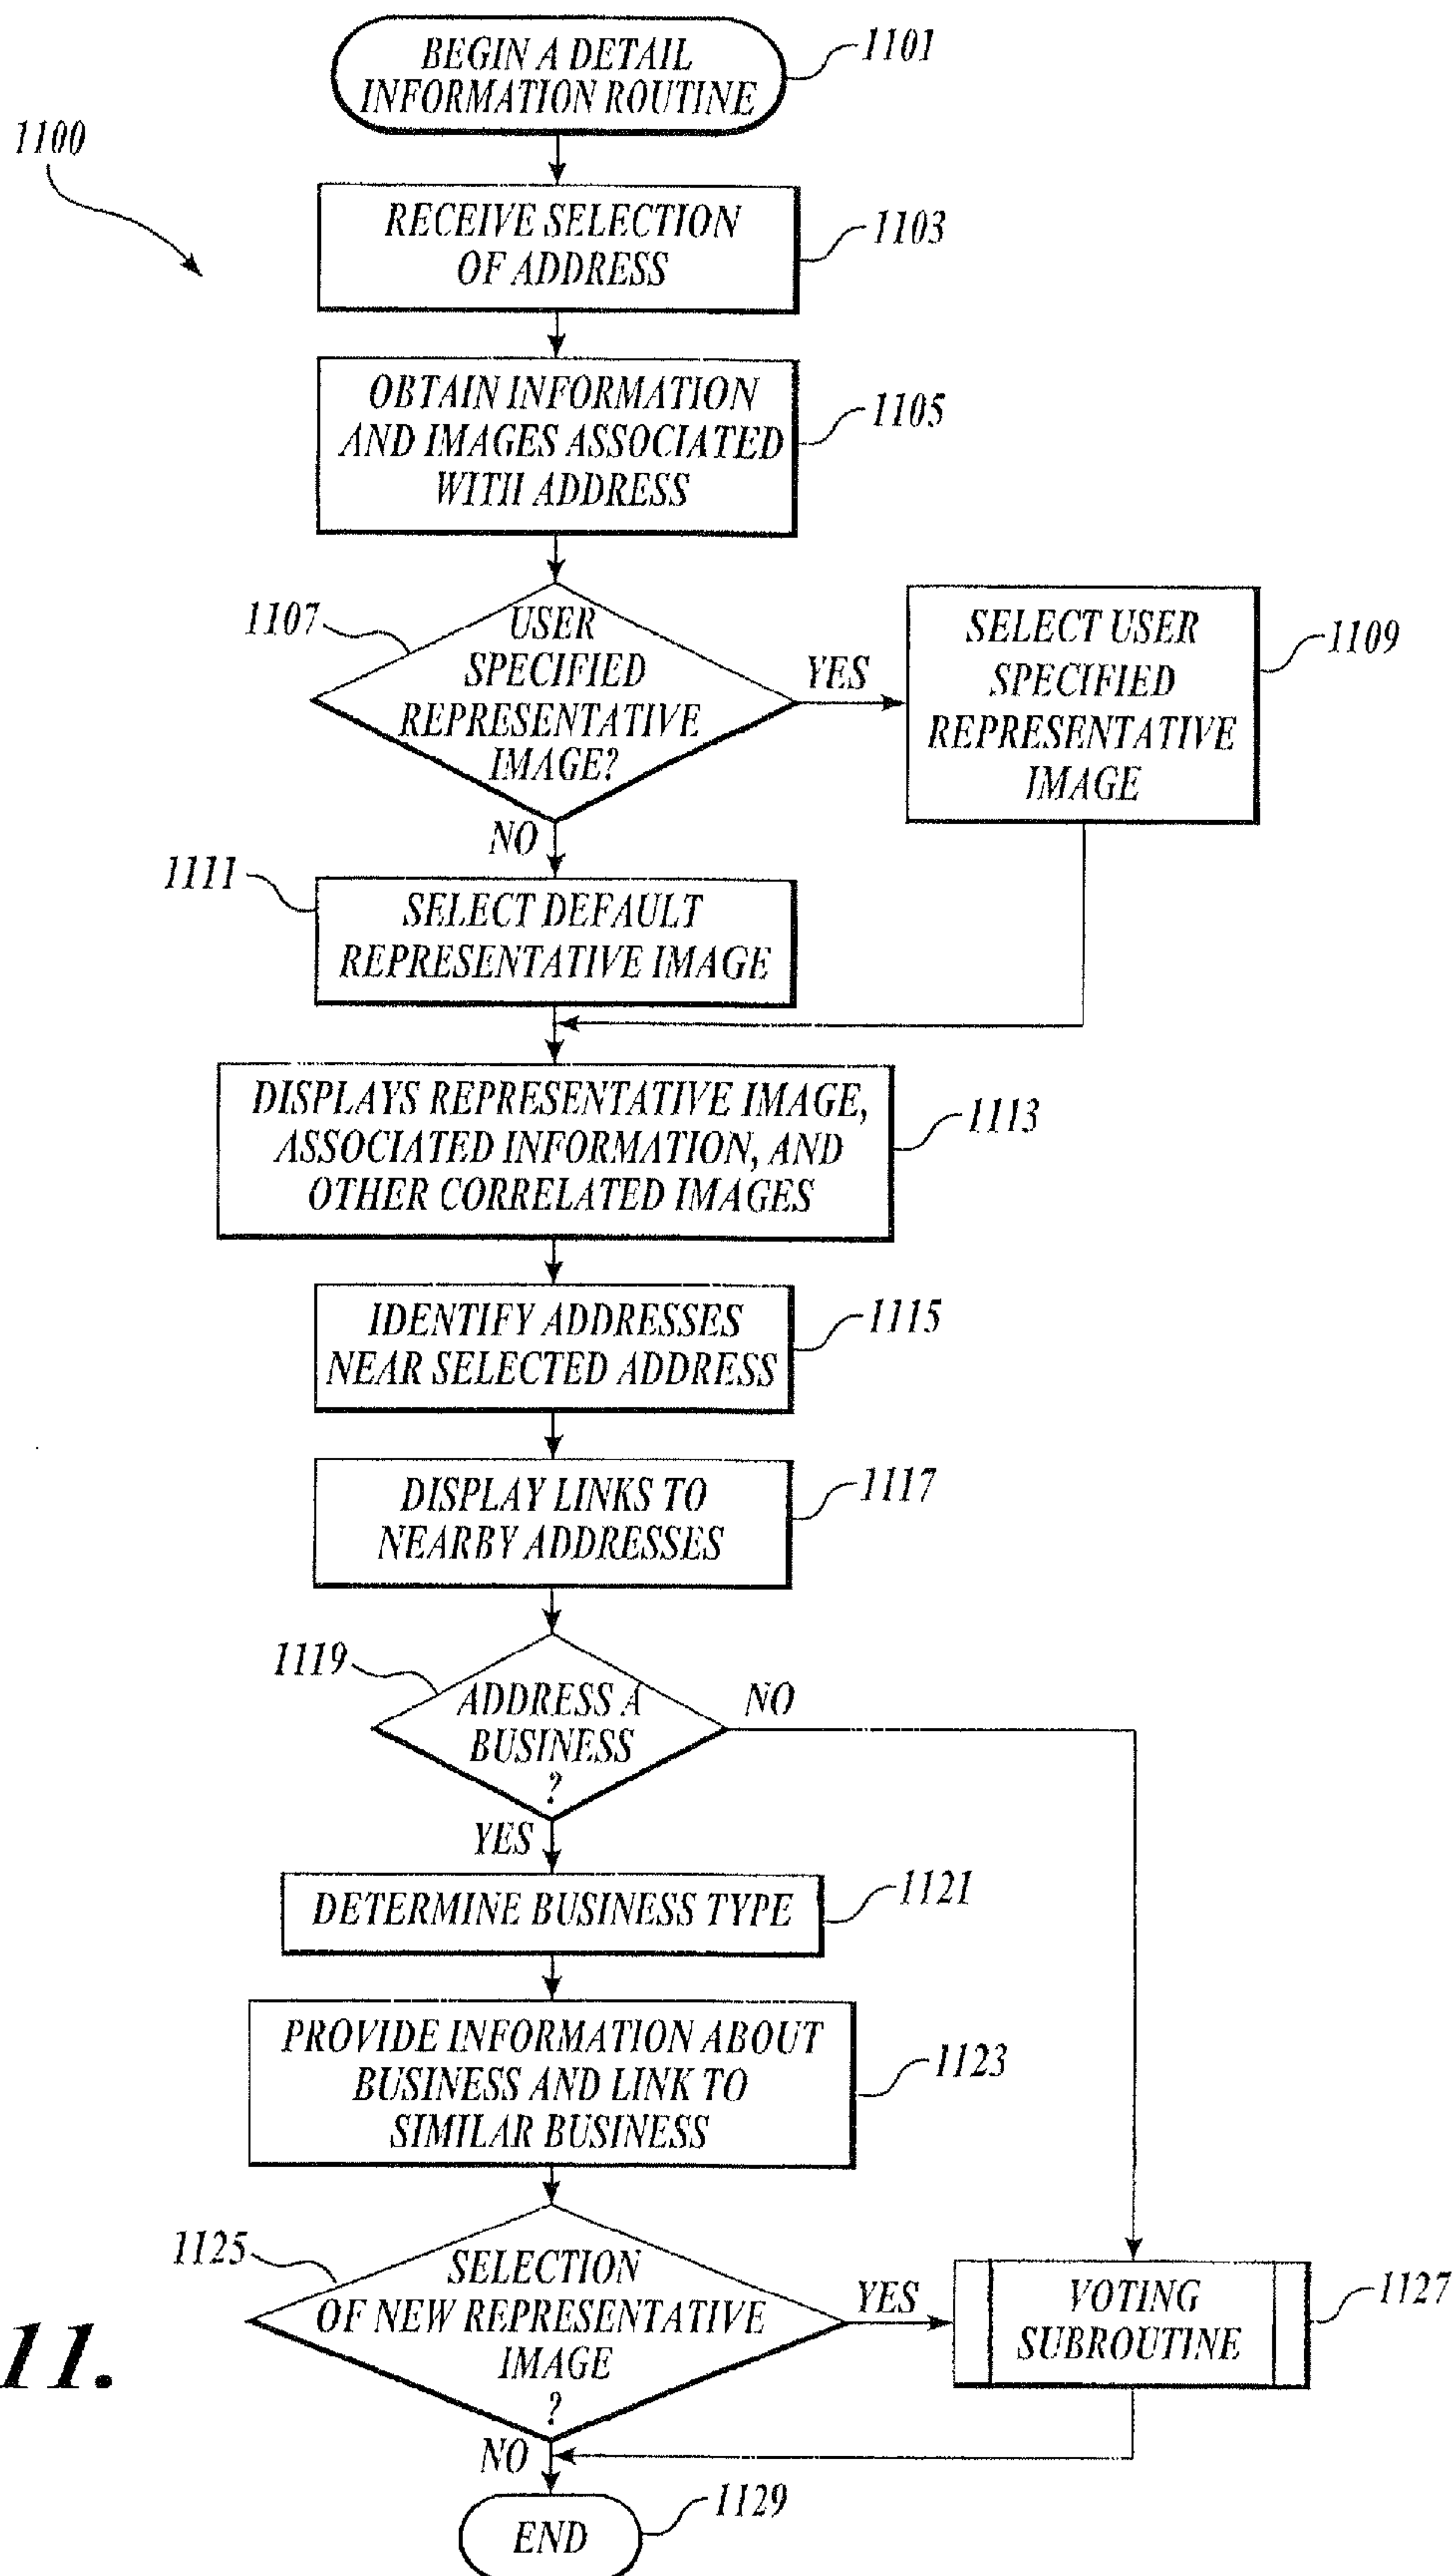 BEGIN A DETAIL
INFORMATION ROUTINE
1101
1100
RECEIVE SELECTION
OF ADDRESS
1103
OBTAIN INFORMATION
AND IMAGES ASSOCIATED
WITH ADDRESS
1105
1107
USER
SPECIFIED
REPRESENTATIVE
IMAGE?
YES
SELECT USER
SPECIFIED
REPRESENTATIVE
IMAGE
1109
NO
1111
SELECT DEFAULT
REPRESENTATIVE IMAGE
DISPLAYS REPRESENTATIVE IMAGE,
ASSOCIATED INFORMATION, AND
OTHER CORRELATED IMAGES
1113
IDENTIFY ADDRESSES
NEAR SELECTED ADDRESS
1115
DISPLAY LINKS TO
NEARBY ADDRESSES
1117
1119
ADDRESS A
BUSINESS
?
NO
YES
DETERMINE BUSINESS TYPE
1121
PROVIDE INFORMATION ABOUT
BUSINESS AND LINK TO
SIMILAR BUSINESS
1123
1125
SELECTION
OF NEW REPRESENTATIVE
IMAGE
?
YES
VOTING
SUBROUTINE
1127
11.
NO
END
1129